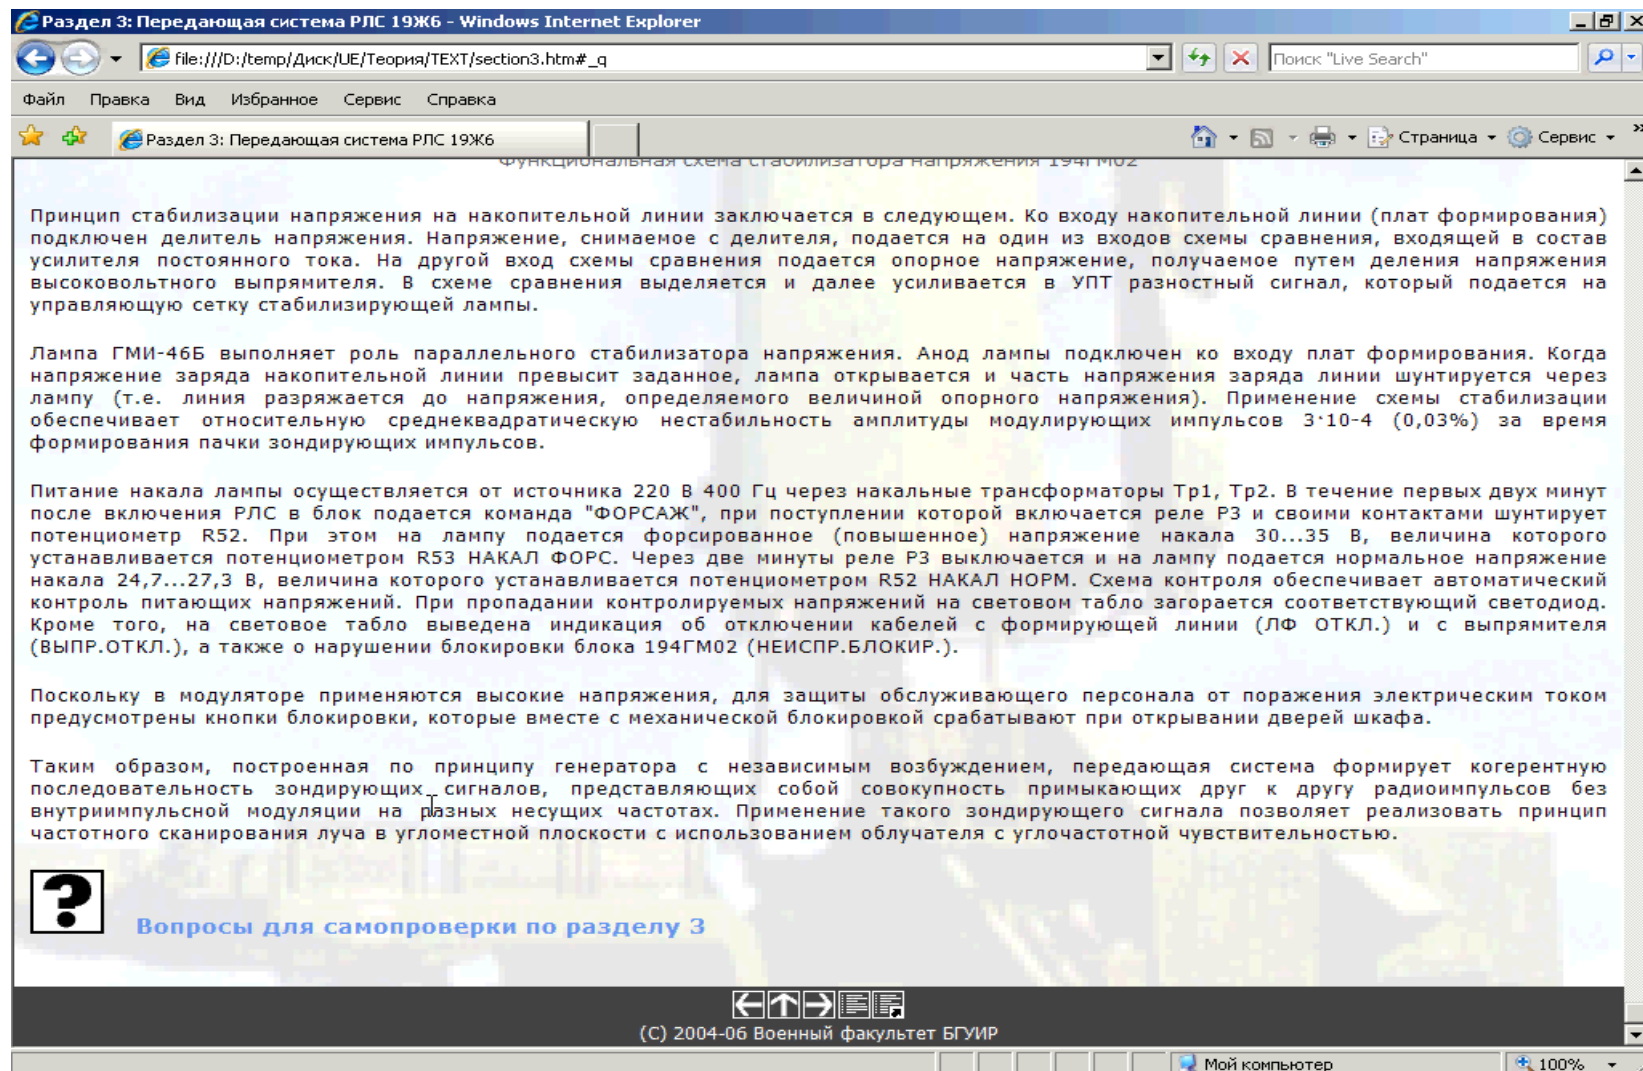 Раздел 3: Передающая система РЛС 19Ж6 - Windows Internet Explorer
file:///D:/temp/Диск/UE/Теория/TEXT/section3.htm#_q
Поиск "Live Search"
Файл Правка Вид Избранное Сервис Справка
Раздел 3: Передающая система РЛС 19Ж6
Страница Сервис
Функциональная схема стабилизатора напряжения 194ГМ02
Принцип стабилизации напряжения на накопительной линии заключается в следующем. Ко входу накопительной линии (плат формирования)
подключен делитель напряжения. Напряжение, снимаемое с делителя, подается на один из входов схемы сравнения, входящей в состав
усилителя постоянного тока. На другой вход схемы сравнения подается опорное напряжение, получаемое путем деления напряжения
высоковольтного выпрямителя. В схеме сравнения выделяется и далее усиливается в УПТ разностный сигнал, который подается на
управляющую сетку стабилизирующей лампы.
Лампа ГМИ-46Б выполняет роль параллельного стабилизатора напряжения. Анод лампы подключен ко входу плат формирования. Когда
напряжение заряда накопительной линии превысит заданное, лампа открывается и часть напряжения заряда линии шунтируется через
лампу (т.е. линия разряжается до напряжения, определяемого величиной опорного напряжения). Применение схемы стабилизации
обеспечивает относительную среднеквадратическую нестабильность амплитуды модулирующих импульсов 3·10-4 (0,03%) за время
формирования пачки зондирующих импульсов.
Питание накала лампы осуществляется от источника 220 В 400 Гц через накальные трансформаторы Тр1, Тр2. В течение первых двух минут
после включения РЛС в блок подается команда "ФОРСАЖ", при поступлении которой включается реле Р3 и своими контактами шунтирует
потенциометр R52. При этом на лампу подается форсированное (повышенное) напряжение накала 30...35 В, величина которого
устанавливается потенциометром R53 НАКАЛ ФОРС. Через две минуты реле Р3 выключается и на лампу подается нормальное напряжение
накала 24,7...27,3 В, величина которого устанавливается потенциометром R52 НАКАЛ НОРМ. Схема контроля обеспечивает автоматический
контроль питающих напряжений. При пропадании контролируемых напряжений на световом табло загорается соответствующий светодиод.
Кроме того, на световое табло выведена индикация об отключении кабелей с формирующей линии (ЛФ ОТКЛ.) и с выпрямителя
(ВЫПР.ОТКЛ.), а также о нарушении блокировки блока 194ГМ02 (НЕИСПР.БЛОКИР.).
Поскольку в модуляторе применяются высокие напряжения, для защиты обслуживающего персонала от поражения электрическим током
предусмотрены кнопки блокировки, которые вместе с механической блокировкой срабатывают при открывании дверей шкафа.
Таким образом, построенная по принципу генератора с независимым возбуждением, передающая система формирует когерентную
последовательность зондирующих сигналов, представляющих собой совокупность примыкающих друг к другу радиоимпульсов без
внутриимпульсной модуляции на разных несущих частотах. Применение такого зондирующего сигнала позволяет реализовать принцип
частотного сканирования луча в угломестной плоскости с использованием облучателя с углочастотной чувствительностью.
?
Вопросы для самопроверки по разделу 3
(С) 2004-06 Военный факультет БГУИР
Мой компьютер
100%